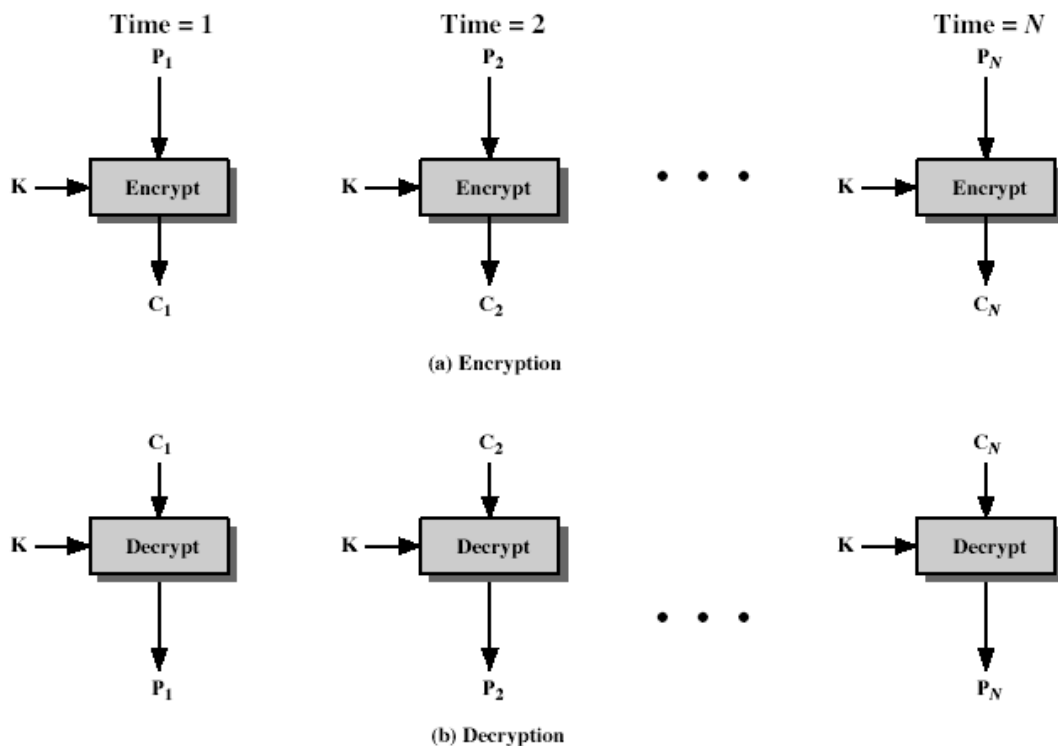 Time = 1 Time = 2 Time = N
P1 P2 PN
K Encrypt K Encrypt K Encrypt
C1 C2 CN
(a) Encryption
C1 C2 CN
K Decrypt K Decrypt K Decrypt
P1 P2 PN
(b) Decryption